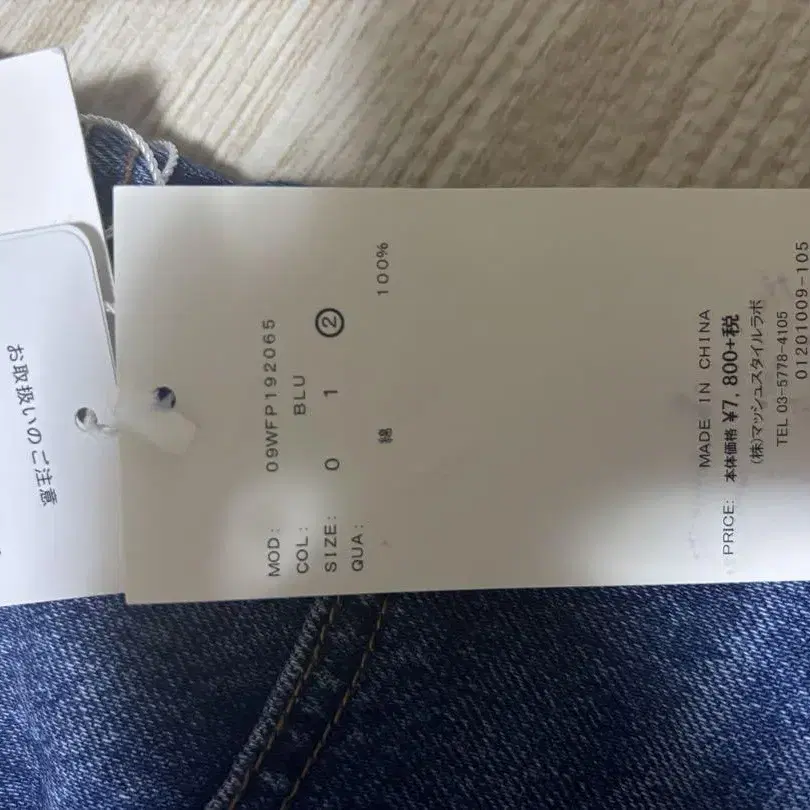 お取扱いのご注意
MOD: 09WFP192065
COL: BLU
SIZE: 0 1 ②
QUA:
綿 100%
MADE IN CHINA
PRICE: 本体価格 ¥7,800+税
(株)マッシュスタイルラボ
TEL 03-5778-4105
01201009-105